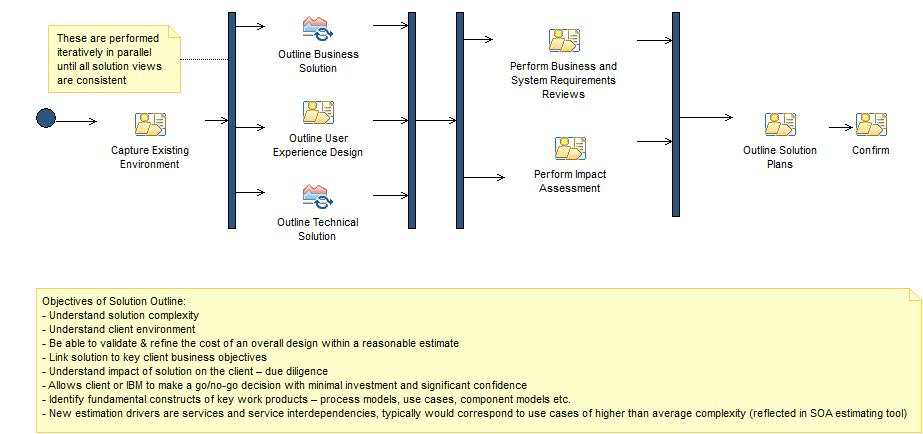 These are performed
iteratively in parallel
until all solution views
are consistent
Capture Existing
Environment
Outline Business
Solution
Outline User
Experience Design
Outline Technical
Solution
Perform Business and
System Requirements
Reviews
Perform Impact
Assessment
Outline Solution
Plans
Confirm
Objectives of Solution Outline:
- Understand solution complexity
- Understand client environment
- Be able to validate & refine the cost of an overall design within a reasonable estimate
- Link solution to key client business objectives
- Understand impact of solution on the client – due diligence
- Allows client or IBM to make a go/no-go decision with minimal investment and significant confidence
- Identify fundamental constructs of key work products – process models, use cases, component models etc.
- New estimation drivers are services and service interdependencies, typically would correspond to use cases of higher than average complexity (reflected in SOA estimating tool)